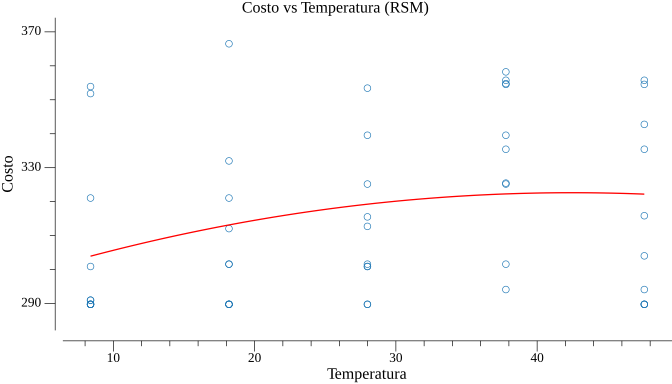 Costo vs Temperatura (RSM)
370
330
290
Costo
10 20 30 40
Temperatura